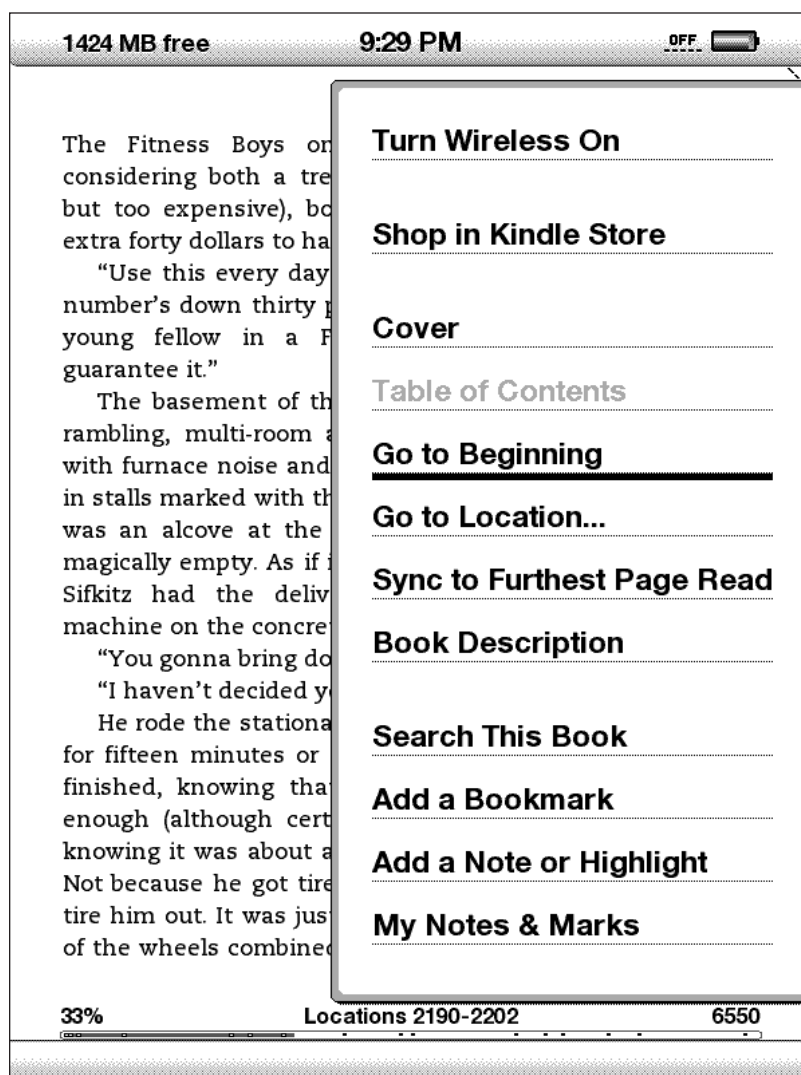 1424 MB free 9:29 PM OFF
The Fitness Boys on
considering both a tre
but too expensive), bo
extra forty dollars to ha
“Use this every day
number’s down thirty p
young fellow in a F
guarantee it.”
The basement of th
rambling, multi-room a
with furnace noise and
in stalls marked with th
was an alcove at the
magically empty. As if i
Sifkitz had the deliv
machine on the concre
“You gonna bring do
“I haven’t decided y
He rode the stationa
for fifteen minutes or
finished, knowing tha
enough (although cert
knowing it was about a
Not because he got tire
tire him out. It was jus
of the wheels combined
Turn Wireless On
Shop in Kindle Store
Cover
Table of Contents
Go to Beginning
Go to Location...
Sync to Furthest Page Read
Book Description
Search This Book
Add a Bookmark
Add a Note or Highlight
My Notes & Marks
33% Locations 2190-2202 6550